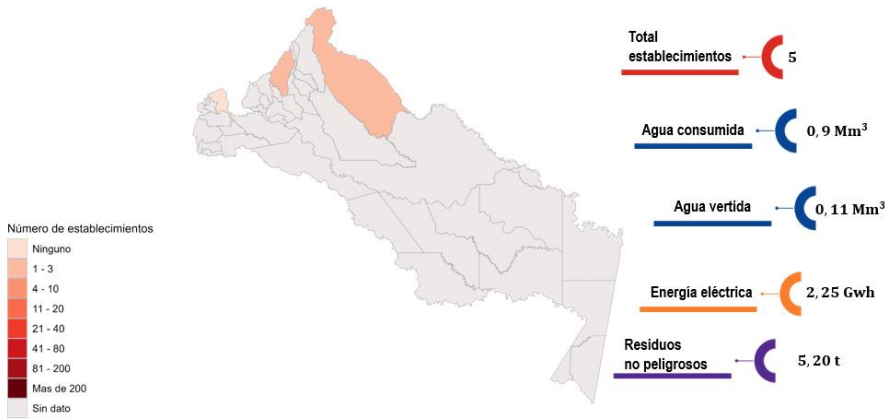 Total
establecimientos
5
Agua consumida
0,9 Mm³
Agua vertida
0,11 Mm³
Número de establecimientos
Ninguno
1 - 3
4 - 10
11 - 20
21 - 40
41 - 80
81 - 200
Mas de 200
Sin dato
Energía eléctrica
2,25 Gwh
Residuos
no peligrosos
5,20 t